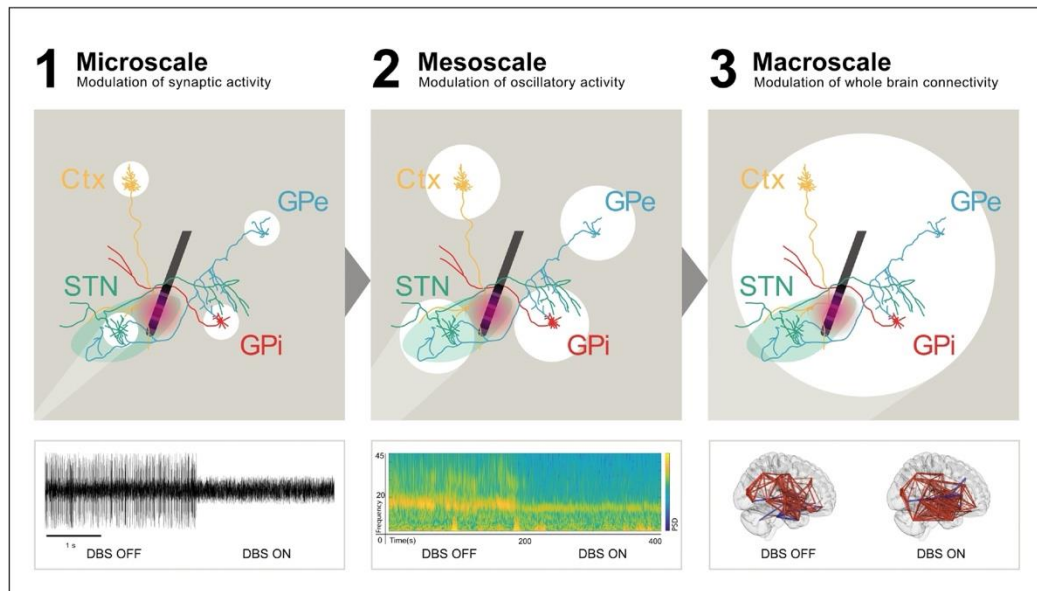 1 Microscale
Modulation of synaptic activity
2 Mesoscale
Modulation of oscillatory activity
3 Macroscale
Modulation of whole brain connectivity
Ctx
GPe
STN
GPi
Ctx
GPe
STN
GPi
Ctx
GPe
STN
GPi
1 s
DBS OFF
DBS ON
45
20
0
Frequency
Time(s)
200
400
PSD
DBS OFF
DBS ON
DBS OFF
DBS ON